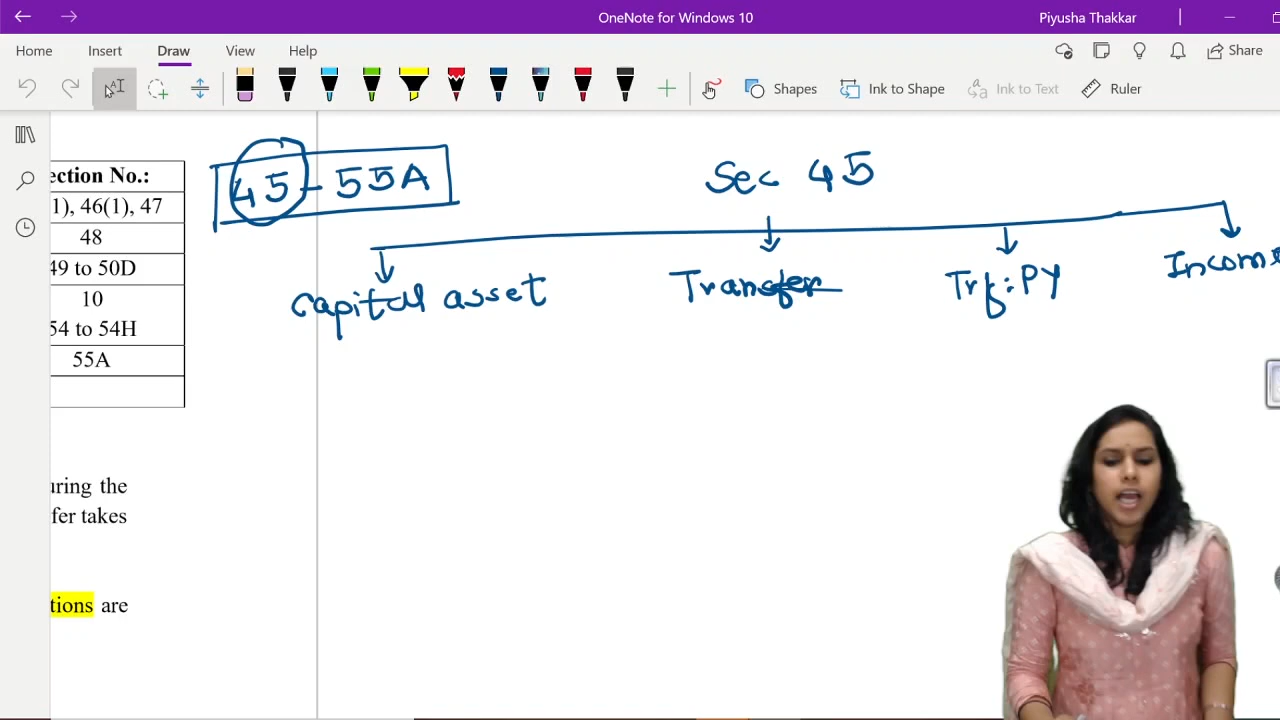 OneNote for Windows 10
Piyusha Thakkar
Home Insert Draw View Help
Share
Shapes
Ink to Shape
Ink to Text
Ruler
ection No.:
1), 46(1), 47
48
49 to 50D
10
54 to 54H
55A
uring the
fer takes
tions are
45 - 55A
Sec 45
Capital asset
Transfer
Trf: PY
Income